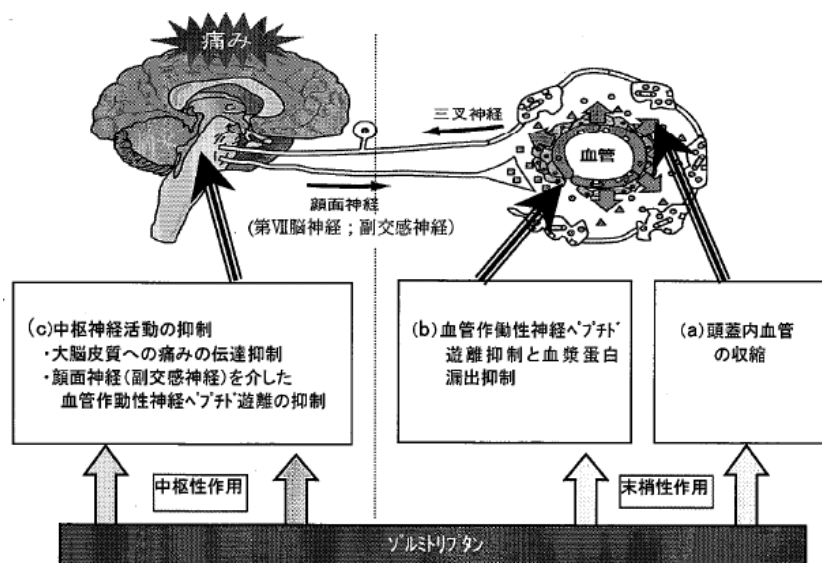 痛み
三叉神経
血管
顔面神経
(第Ⅶ脳神経；副交感神経)
(c)中枢神経活動の抑制
・大脳皮質への痛みの伝達抑制
・顔面神経(副交感神経)を介した
血管作動性神経ﾍﾟﾌﾟﾁﾄﾞ遊離の抑制
(b)血管作働性神経ﾍﾟﾌﾟﾁﾄﾞ
遊離抑制と血漿蛋白
漏出抑制
(a)頭蓋内血管
の収縮
中枢性作用
末梢性作用
ｿﾞﾙﾐﾄﾘﾌﾟﾀﾝ